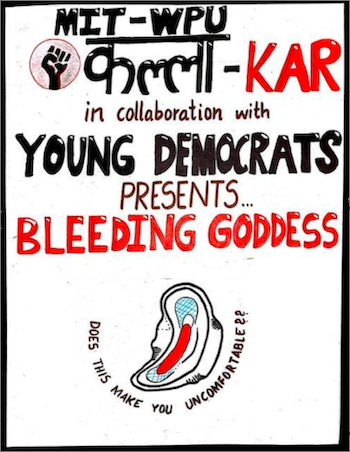 MIT-WPU
कल्ला-KAR
in collaboration with
YOUNG DEMOCRATS
PRESENTS...
BLEEDING GODDESS
DOES THIS MAKE YOU UNCOMFORTABLE??